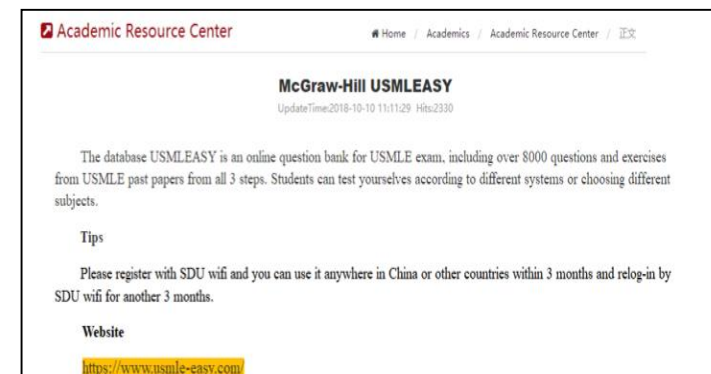 Academic Resource Center
Home / Academics / Academic Resource Center / 正文
McGraw-Hill USMLEASY
UpdateTime:2018-10-10 11:11:29 Hits:2330
The database USMLEASY is an online question bank for USMLE exam, including over 8000 questions and exercises
from USMLE past papers from all 3 steps. Students can test yourselves according to different systems or choosing different
subjects.
Tips
Please register with SDU wifi and you can use it anywhere in China or other countries within 3 months and relog-in by
SDU wifi for another 3 months.
Website
https://www.usmle-easy.com/